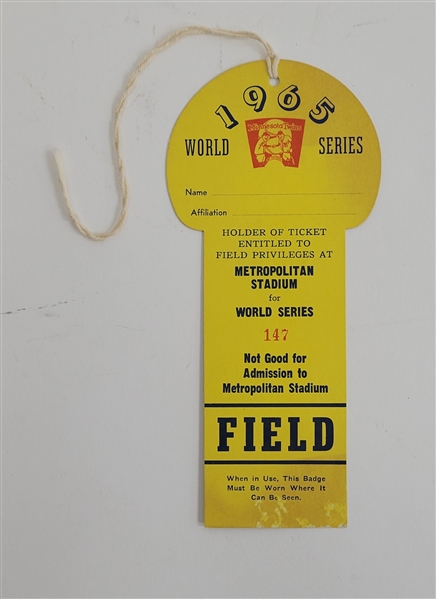 1965
Minnesota Twins
WORLD SERIES
Name
Affiliation
HOLDER OF TICKET
ENTITLED TO
FIELD PRIVILEGES AT
METROPOLITAN
STADIUM
for
WORLD SERIES
147
Not Good for
Admission to
Metropolitan Stadium
FIELD
When in Use, This Badge
Must Be Worn Where It
Can Be Seen.